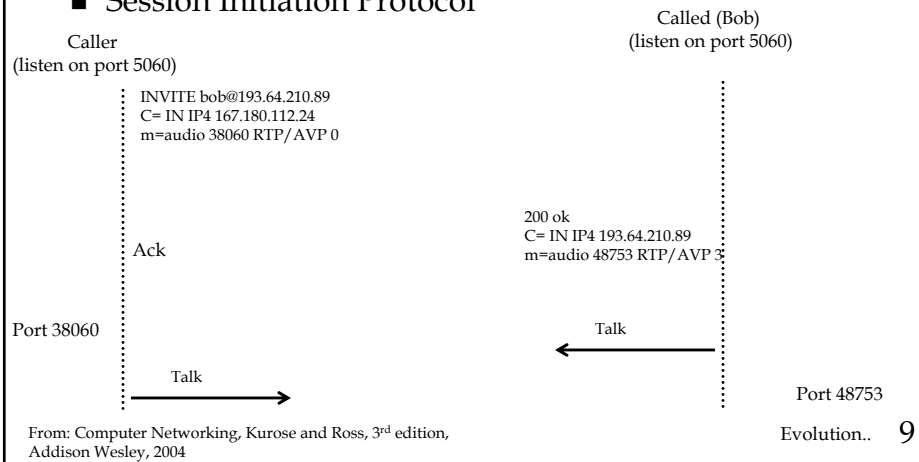 ■ Session Initiation Protocol
Caller
(listen on port 5060)
Called (Bob)
(listen on port 5060)
INVITE bob@193.64.210.89
C= IN IP4 167.180.112.24
m=audio 38060 RTP/AVP 0
200 ok
C= IN IP4 193.64.210.89
m=audio 48753 RTP/AVP 3
Ack
Port 38060
Talk
Talk
Port 48753
From: Computer Networking, Kurose and Ross, 3rd edition,
Addison Wesley, 2004
Evolution.. 9